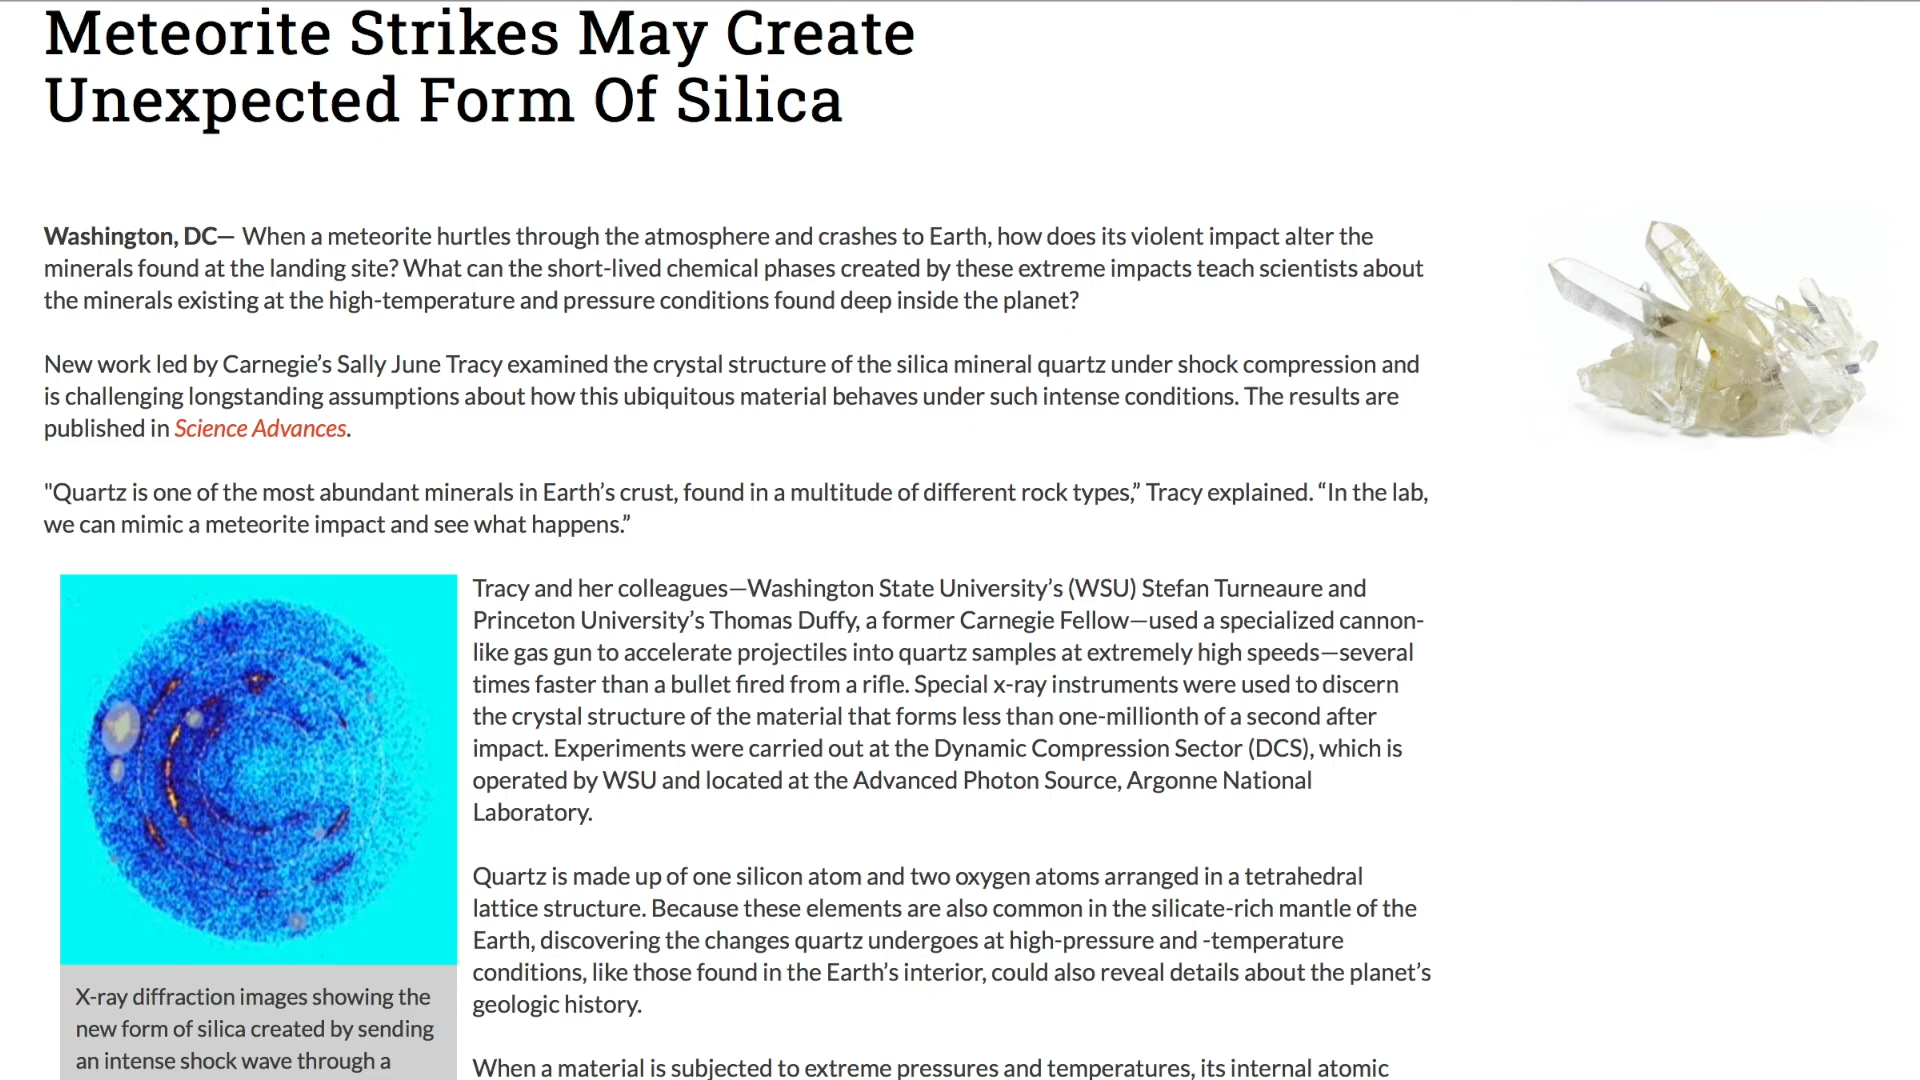 Meteorite Strikes May Create
Unexpected Form Of Silica
Washington, DC— When a meteorite hurtles through the atmosphere and crashes to Earth, how does its violent impact alter the
minerals found at the landing site? What can the short-lived chemical phases created by these extreme impacts teach scientists about
the minerals existing at the high-temperature and pressure conditions found deep inside the planet?
New work led by Carnegie’s Sally June Tracy examined the crystal structure of the silica mineral quartz under shock compression and
is challenging longstanding assumptions about how this ubiquitous material behaves under such intense conditions. The results are
published in Science Advances.
"Quartz is one of the most abundant minerals in Earth’s crust, found in a multitude of different rock types,” Tracy explained. “In the lab,
we can mimic a meteorite impact and see what happens.”
Tracy and her colleagues—Washington State University’s (WSU) Stefan Turneaure and
Princeton University’s Thomas Duffy, a former Carnegie Fellow—used a specialized cannon-
like gas gun to accelerate projectiles into quartz samples at extremely high speeds—several
times faster than a bullet fired from a rifle. Special x-ray instruments were used to discern
the crystal structure of the material that forms less than one-millionth of a second after
impact. Experiments were carried out at the Dynamic Compression Sector (DCS), which is
operated by WSU and located at the Advanced Photon Source, Argonne National
Laboratory.
Quartz is made up of one silicon atom and two oxygen atoms arranged in a tetrahedral
lattice structure. Because these elements are also common in the silicate-rich mantle of the
Earth, discovering the changes quartz undergoes at high-pressure and -temperature
conditions, like those found in the Earth’s interior, could also reveal details about the planet’s
geologic history.
When a material is subjected to extreme pressures and temperatures, its internal atomic
X-ray diffraction images showing the
new form of silica created by sending
an intense shock wave through a